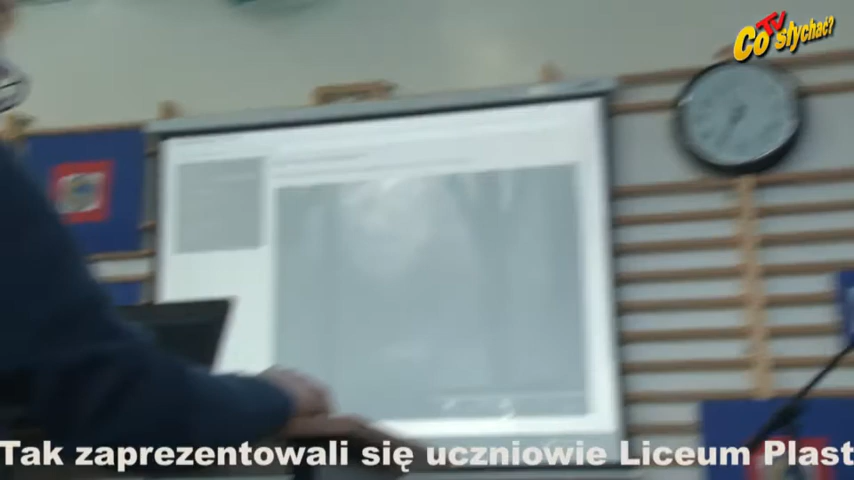 Co TV słychać?
Tak zaprezentowali się uczniowie Liceum Plast